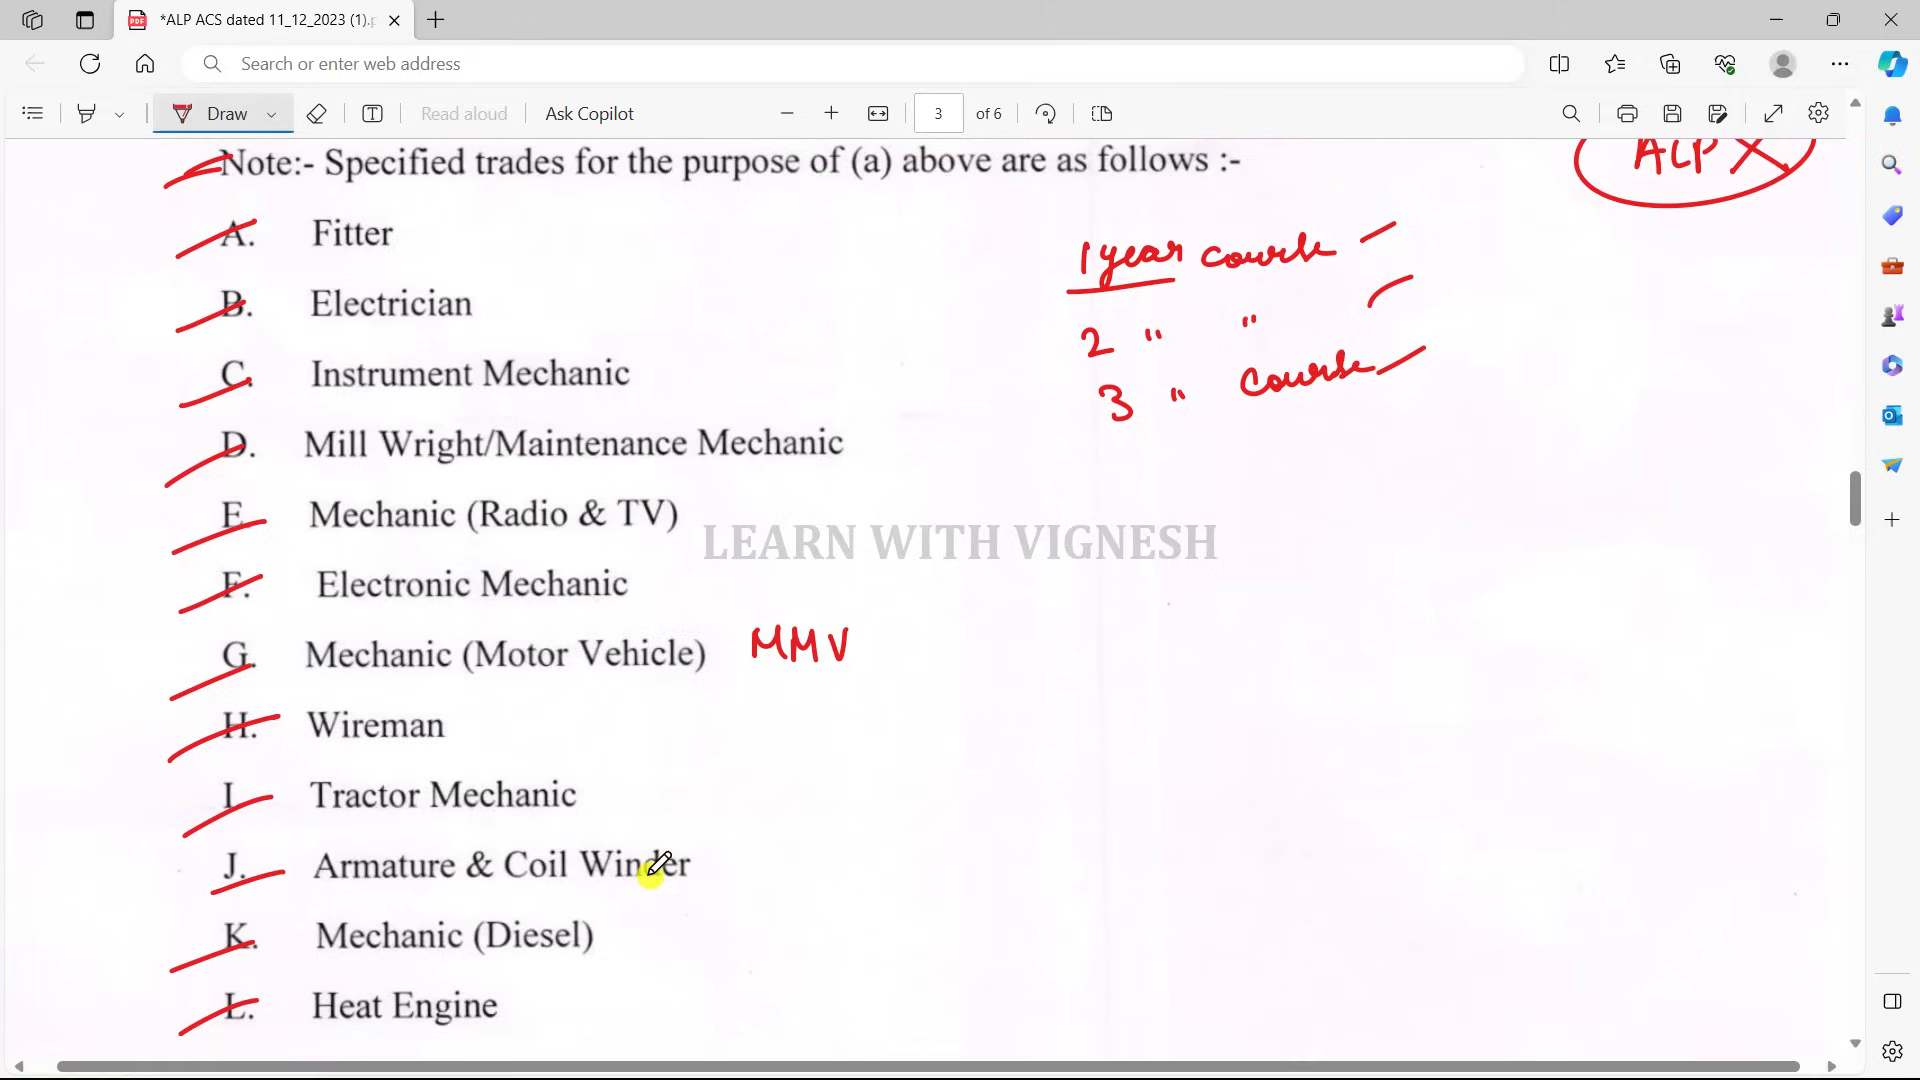 *ALP ACS dated 11_12_2023 (1).p
Search or enter web address
Draw
Read aloud
Ask Copilot
3
of 6
ALP
Note:- Specified trades for the purpose of (a) above are as follows :-
A. Fitter
1 year course
B. Electrician
2 " "
C. Instrument Mechanic
3 " course
D. Mill Wright/Maintenance Mechanic
E. Mechanic (Radio & TV)
LEARN WITH VIGNESH
F. Electronic Mechanic
G. Mechanic (Motor Vehicle) MMV
H. Wireman
I. Tractor Mechanic
J. Armature & Coil Winder
K. Mechanic (Diesel)
L. Heat Engine